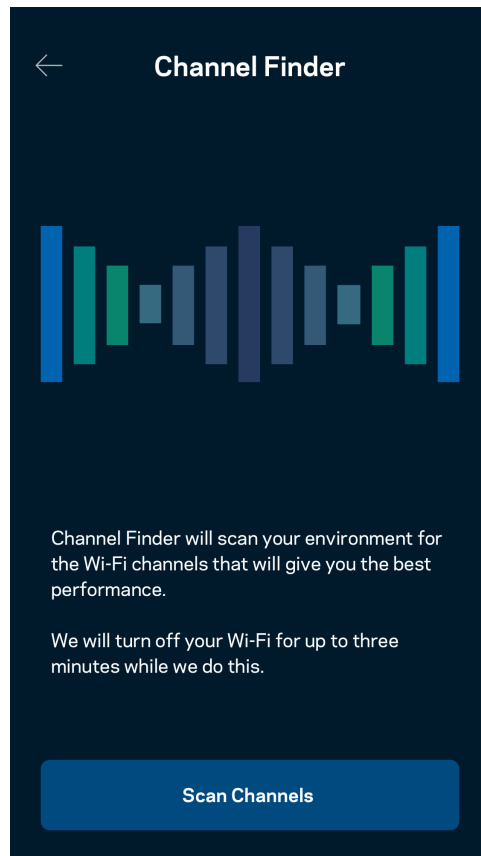 Channel Finder
Channel Finder will scan your environment for
the Wi-Fi channels that will give you the best
performance.
We will turn off your Wi-Fi for up to three
minutes while we do this.
Scan Channels